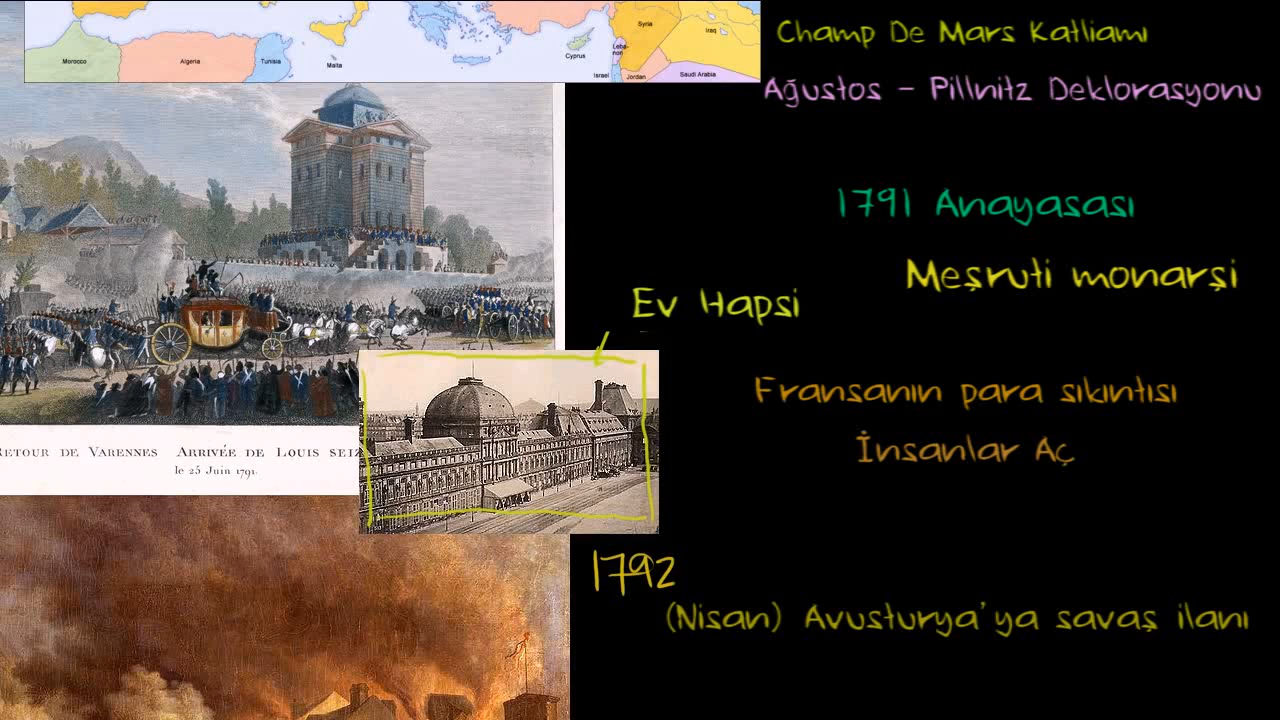 Morocco
Algeria
Tunisia
Malta
Cyprus
Syria
Leba-
non
Israel
Jordan
Iraq
Saudi Arabia
Champ De Mars Katliamı
Ağustos - Pillnitz Deklorasyonu
1791 Anayasası
Meşruti monarşi
Ev Hapsi
Fransanın para sıkıntısı
İnsanlar Aç
RETOUR DE VARENNES ARRIVÉE DE LOUIS SEIZ
le 25 Juin 1791.
1792
(Nisan) Avusturya'ya savaş ilanı